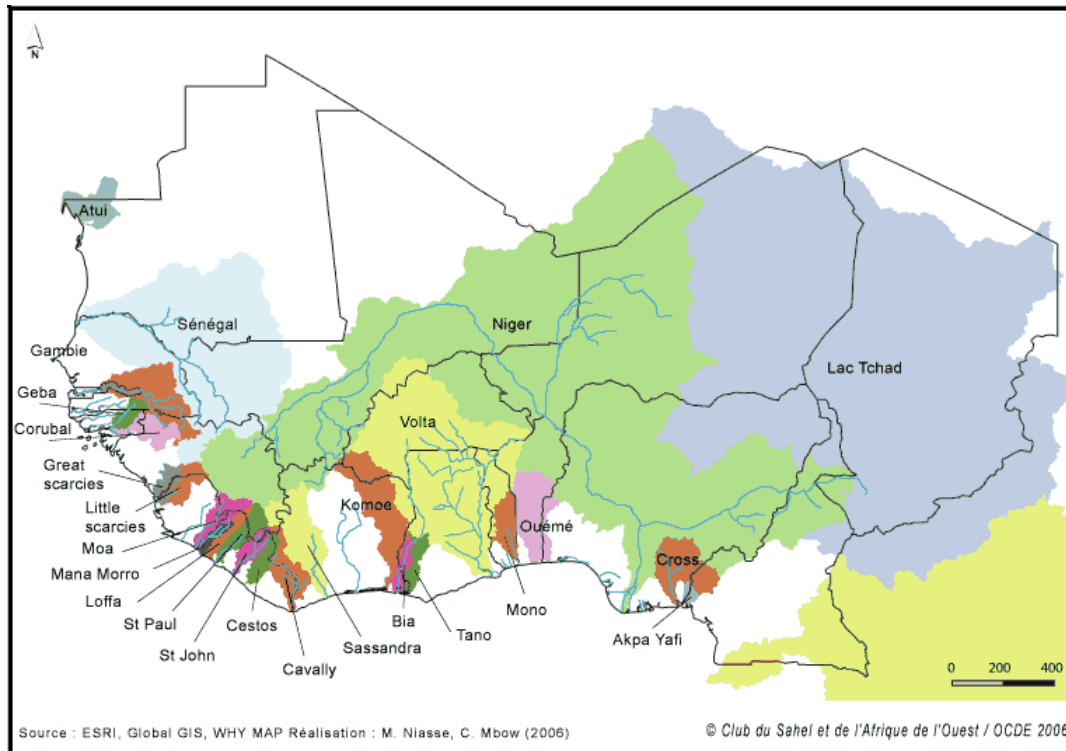 N
Atui
Sénégal
Gambie
Niger
Geba
Lac Tchad
Corubal
Volta
Great
scarcies
Little
scarcies
Komoe
Ouémé
Moa
Cross
Mana Morro
Loffa
Mono
St Paul
Cestos
Bia
Akpa Yafi
St John
Sassandra
Tano
Cavally
0 200 400
Source : ESRI, Global GIS, WHY MAP Réalisation : M. Niasse, C. Mbow (2006)
© Club du Sahel et de l'Afrique de l'Ouest / OCDE 2006